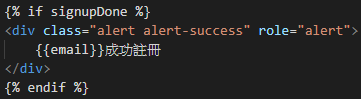 {% if signupDone %}
<div class="alert alert-success" role="alert">
    {{email}}成功註冊
</div>
{% endif %}